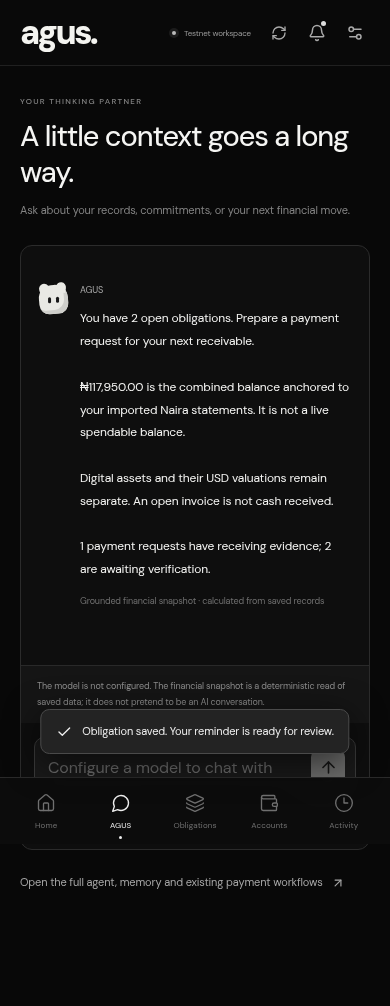 agus.
Testnet workspace
YOUR THINKING PARTNER
A little context goes a long
way.
Ask about your records, commitments, or your next financial move.
AGUS
You have 2 open obligations. Prepare a payment
request for your next receivable.
₦117,950.00 is the combined balance anchored to
your imported Naira statements. It is not a live
spendable balance.
Digital assets and their USD valuations remain
separate. An open invoice is not cash received.
1 payment requests have receiving evidence; 2
are awaiting verification.
Grounded financial snapshot · calculated from saved records
The model is not configured. The financial snapshot is a deterministic read of
saved data; it does not pretend to be an AI conversation.
Obligation saved. Your reminder is ready for review.
Configure a model to chat with
Home
AGUS
Obligations
Accounts
Activity
Open the full agent, memory and existing payment workflows